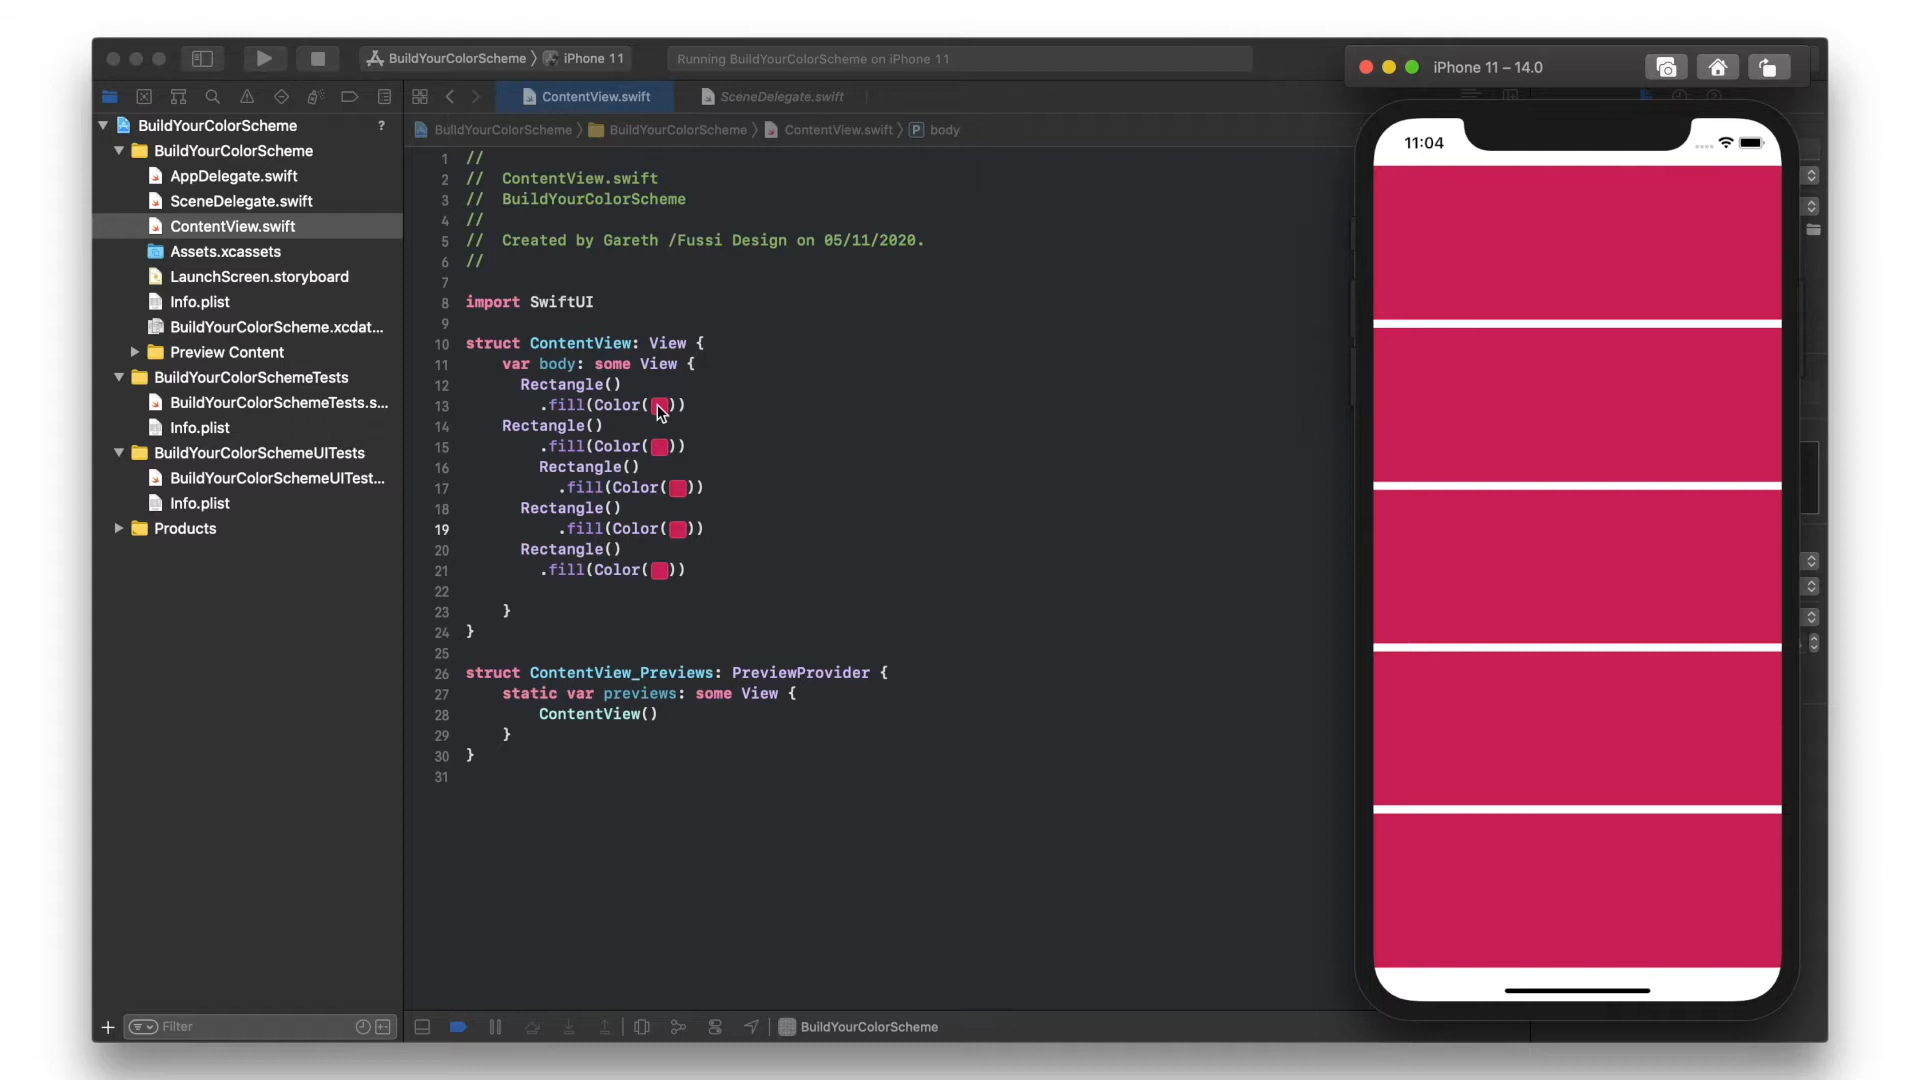 BuildYourColorScheme 〉 iPhone 11
Running BuildYourColorScheme on iPhone 11
iPhone 11 – 14.0
ContentView.swift
SceneDelegate.swift
BuildYourColorScheme 〉 BuildYourColorScheme 〉 ContentView.swift 〉 P body
BuildYourColorScheme ?
BuildYourColorScheme
AppDelegate.swift
SceneDelegate.swift
ContentView.swift
Assets.xcassets
LaunchScreen.storyboard
Info.plist
BuildYourColorScheme.xcdat...
Preview Content
BuildYourColorSchemeTests
BuildYourColorSchemeTests.s...
Info.plist
BuildYourColorSchemeUITests
BuildYourColorSchemeUITest...
Info.plist
Products
Filter
1 //
2 // ContentView.swift
3 // BuildYourColorScheme
4 //
5 // Created by Gareth /Fussi Design on 05/11/2020.
6 //
7
8 import SwiftUI
9
10 struct ContentView: View {
11 var body: some View {
12 Rectangle()
13 .fill(Color( ))
14 Rectangle()
15 .fill(Color( ))
16 Rectangle()
17 .fill(Color( ))
18 Rectangle()
19 .fill(Color( ))
20 Rectangle()
21 .fill(Color( ))
22
23 }
24 }
25
26 struct ContentView_Previews: PreviewProvider {
27 static var previews: some View {
28 ContentView()
29 }
30 }
31
BuildYourColorScheme
11:04